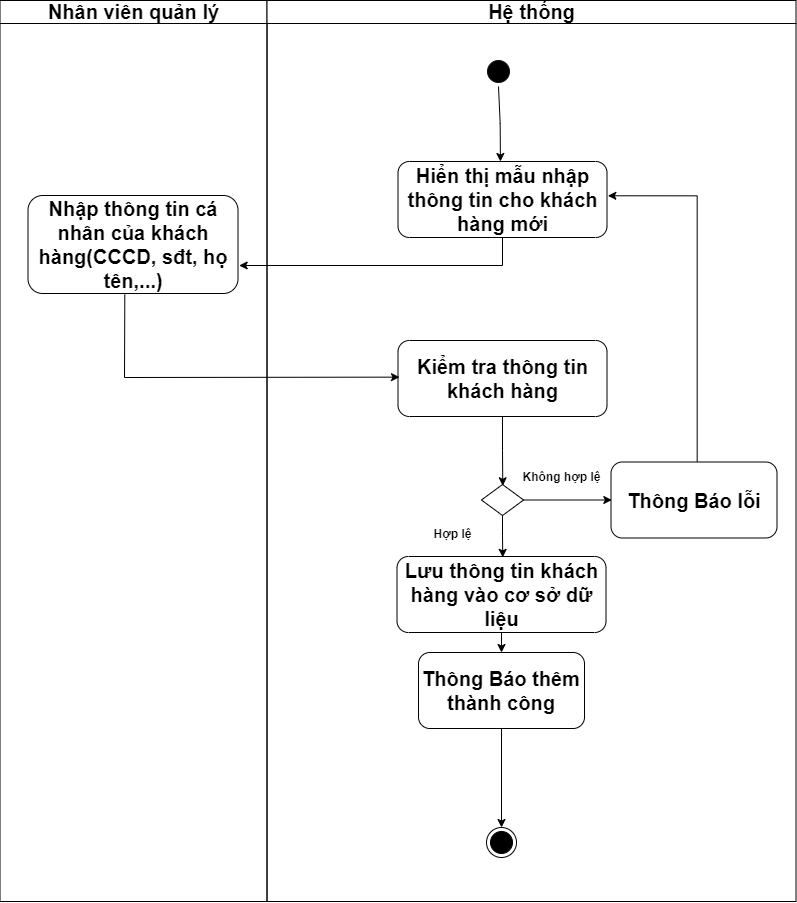 Nhân viên quản lý
Hệ thống
Hiển thị mẫu nhập
thông tin cho khách
hàng mới
Nhập thông tin cá
nhân của khách
hàng(CCCD, sđt, họ
tên,...)
Kiểm tra thông tin
khách hàng
Không hợp lệ
Thông Báo lỗi
Hợp lệ
Lưu thông tin khách
hàng vào cơ sở dữ
liệu
Thông Báo thêm
thành công